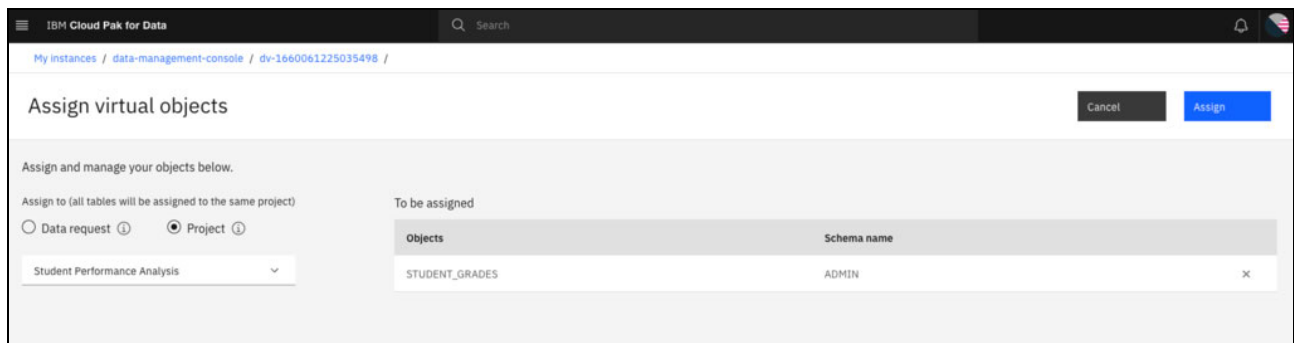 IBM Cloud Pak for Data
Search
My instances / data-management-console / dv-1660061225035498 /
Assign virtual objects
Cancel
Assign
Assign and manage your objects below.
Assign to (all tables will be assigned to the same project)
Data request
Project
Student Performance Analysis
To be assigned
Objects Schema name
STUDENT_GRADES ADMIN